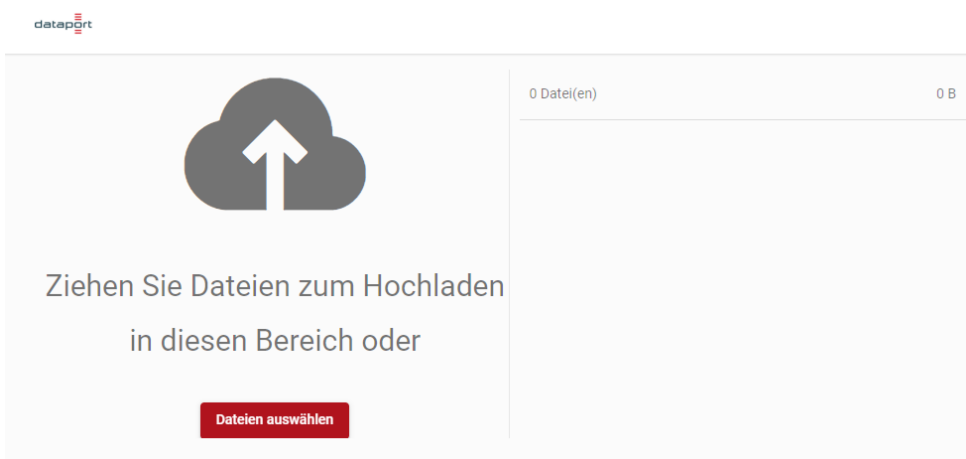 dataport
0 Datei(en) 0 B
Ziehen Sie Dateien zum Hochladen
in diesen Bereich oder
Dateien auswählen